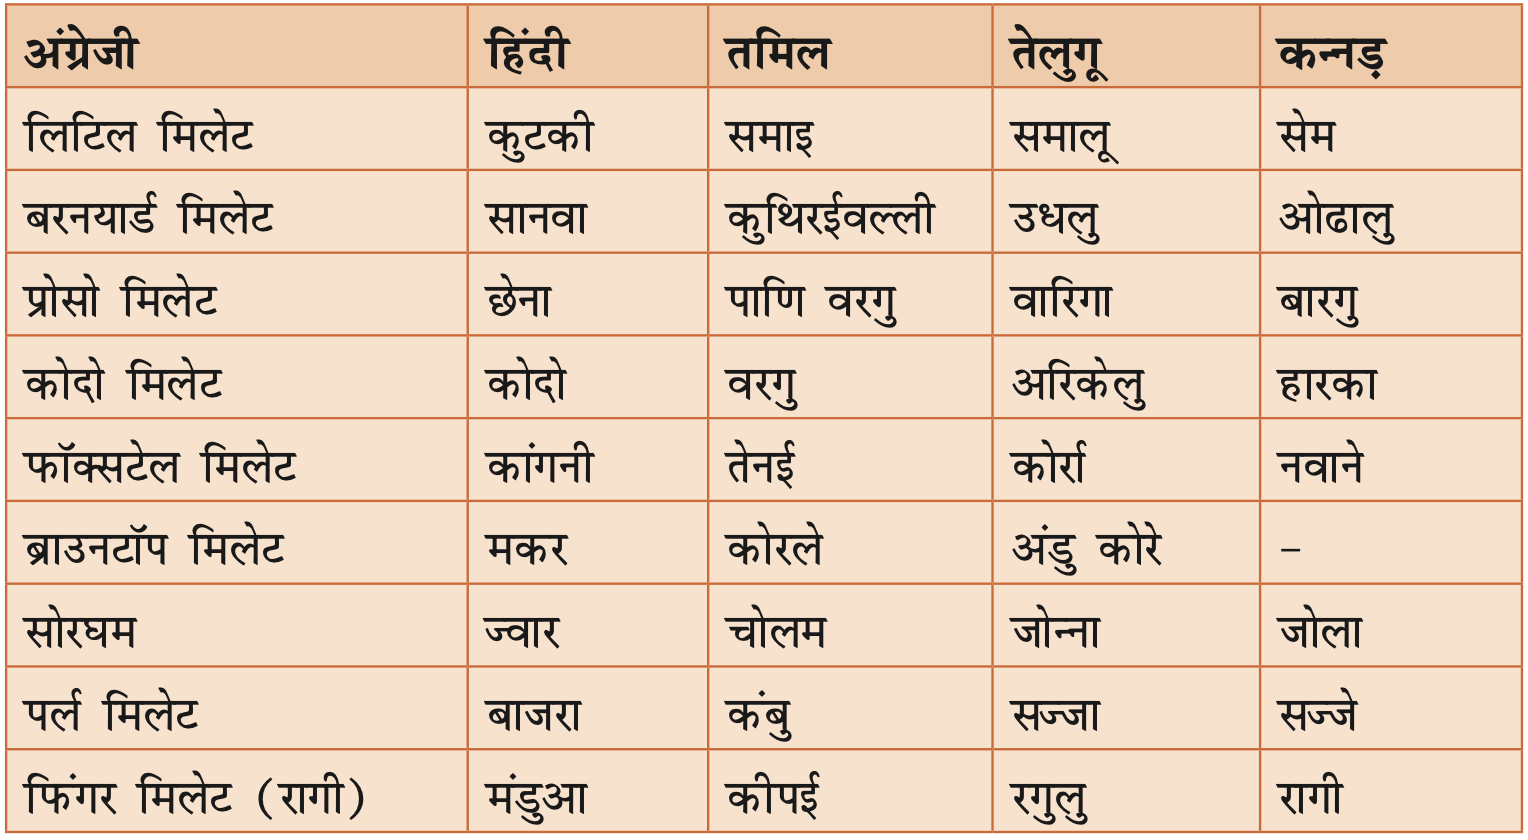 अंग्रेजी हिंदी तमिल तेलुगू कन्नड़
लिटिल मिलेट कुटकी समाइ समालू सेम
बरनयार्ड मिलेट सानवा कुथिरईवल्ली उधलु ओढालु
प्रोसो मिलेट छेना पाणि वरगु वारिगा बारगु
कोदो मिलेट कोदो वरगु अरिकेलु हारका
फॉक्सटेल मिलेट कांगनी तेनई कोर्रा नवाने
ब्राउनटॉप मिलेट मकर कोरले अंडु कोरे –
सोरघम ज्वार चोलम जोन्ना जोला
पर्ल मिलेट बाजरा कंबु सज्जा सज्जे
फिंगर मिलेट (रागी) मंडुआ कीपई रगुलु रागी